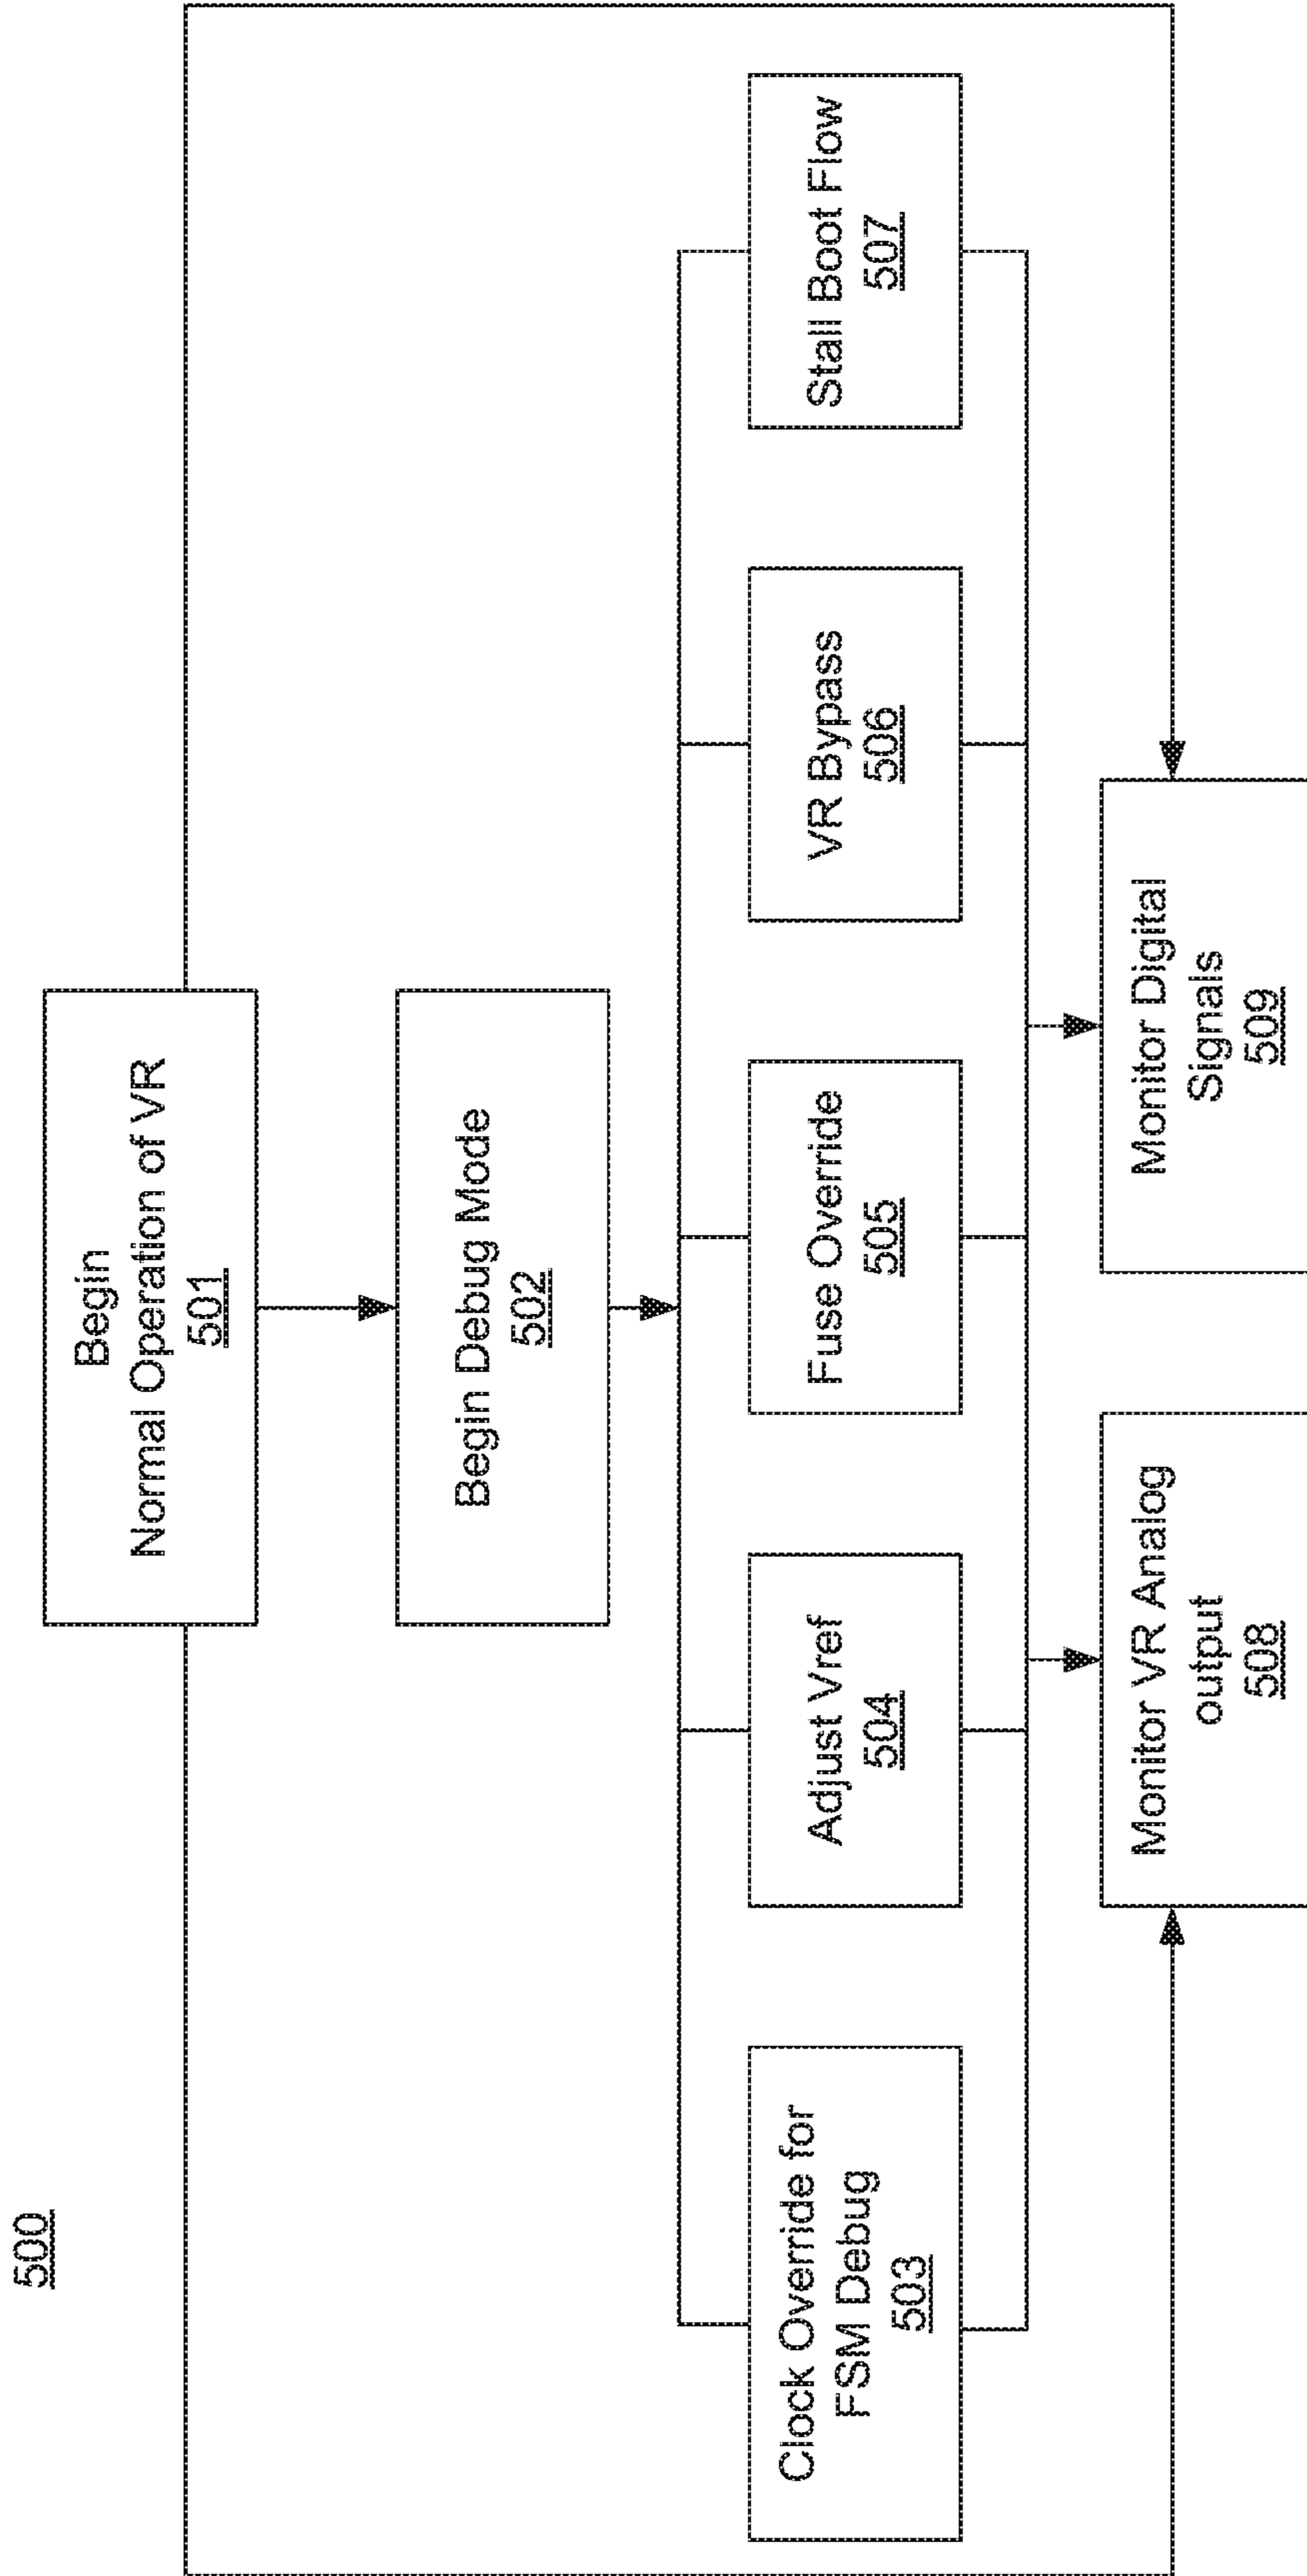 500
Begin
Normal Operation of VR
501
Begin Debug Mode
502
Clock Override for
FSM Debug
503
Adjust Vref
504
Fuse Override
505
VR Bypass
506
Stall Boot Flow
507
Monitor VR Analog
output
508
Monitor Digital
Signals
509